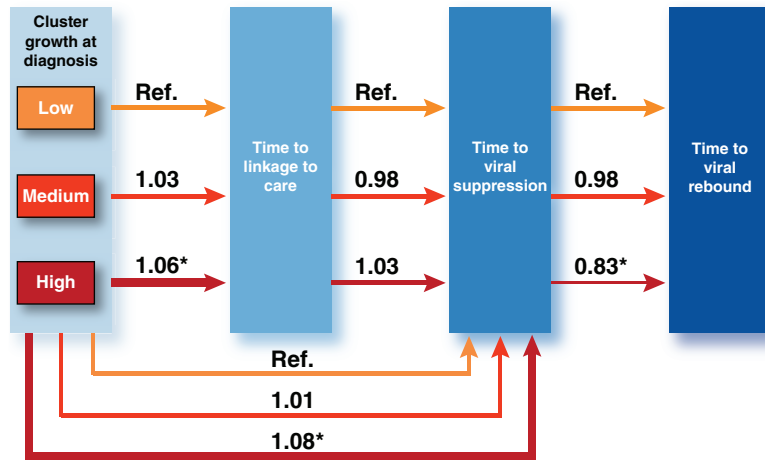 Cluster
growth at
diagnosis
Low
Ref.
Ref.
Ref.
Time to
linkage to
care
Time to
viral
suppression
Time to
viral
rebound
Medium
1.03
0.98
0.98
High
1.06*
1.03
0.83*
Ref.
1.01
1.08*